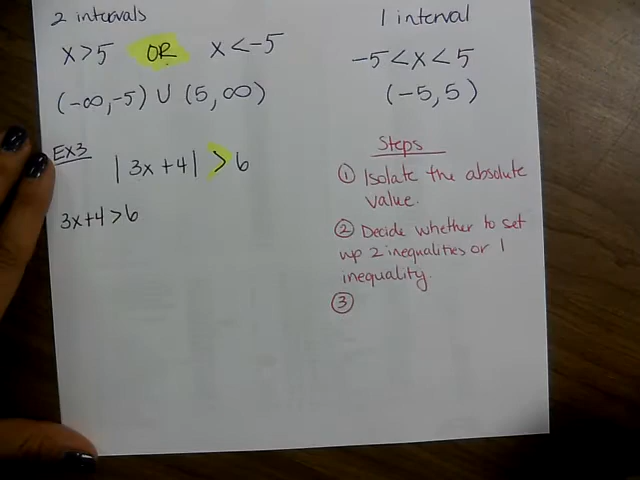 2 intervals
x > 5 OR x < -5
(-∞, -5) ∪ (5, ∞)
1 interval
-5 < x < 5
(-5, 5)
EX3
|3x + 4| > 6
3x+4 > 6
Steps
① Isolate the absolute
value.
② Decide whether to set
up 2 inequalities or 1
inequality.
③